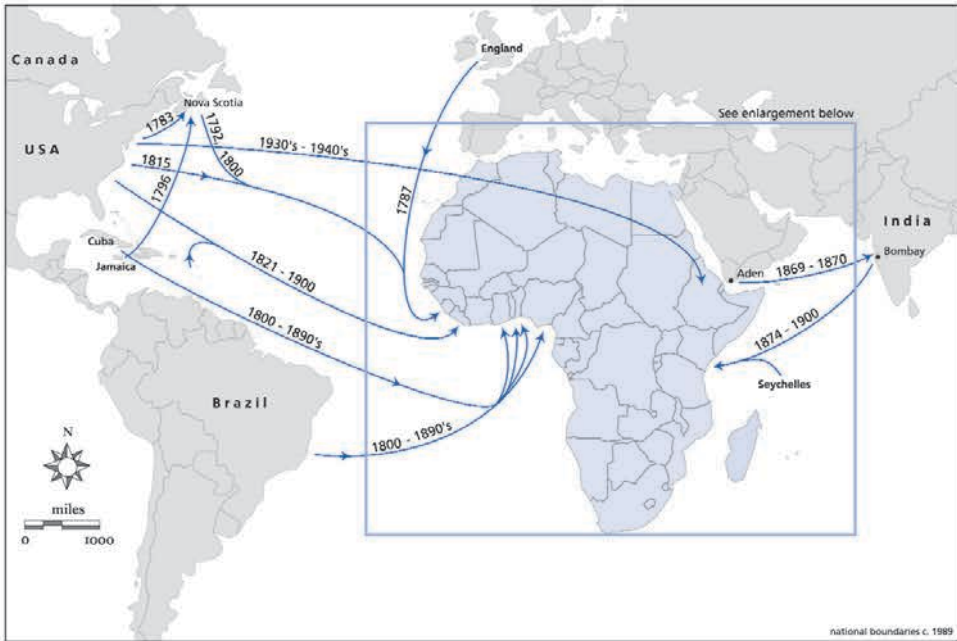 Canada
England
Nova Scotia
See enlargement below
1783
1792-
1800
USA
1930's - 1940's
1815
1796
1787
India
Cuba
Bombay
Jamaica
Aden
1869 - 1870
1821 - 1900
1800 - 1890's
1874 - 1900
Seychelles
Brazil
N
1800 - 1890's
miles
0 1000
national boundaries c. 1989